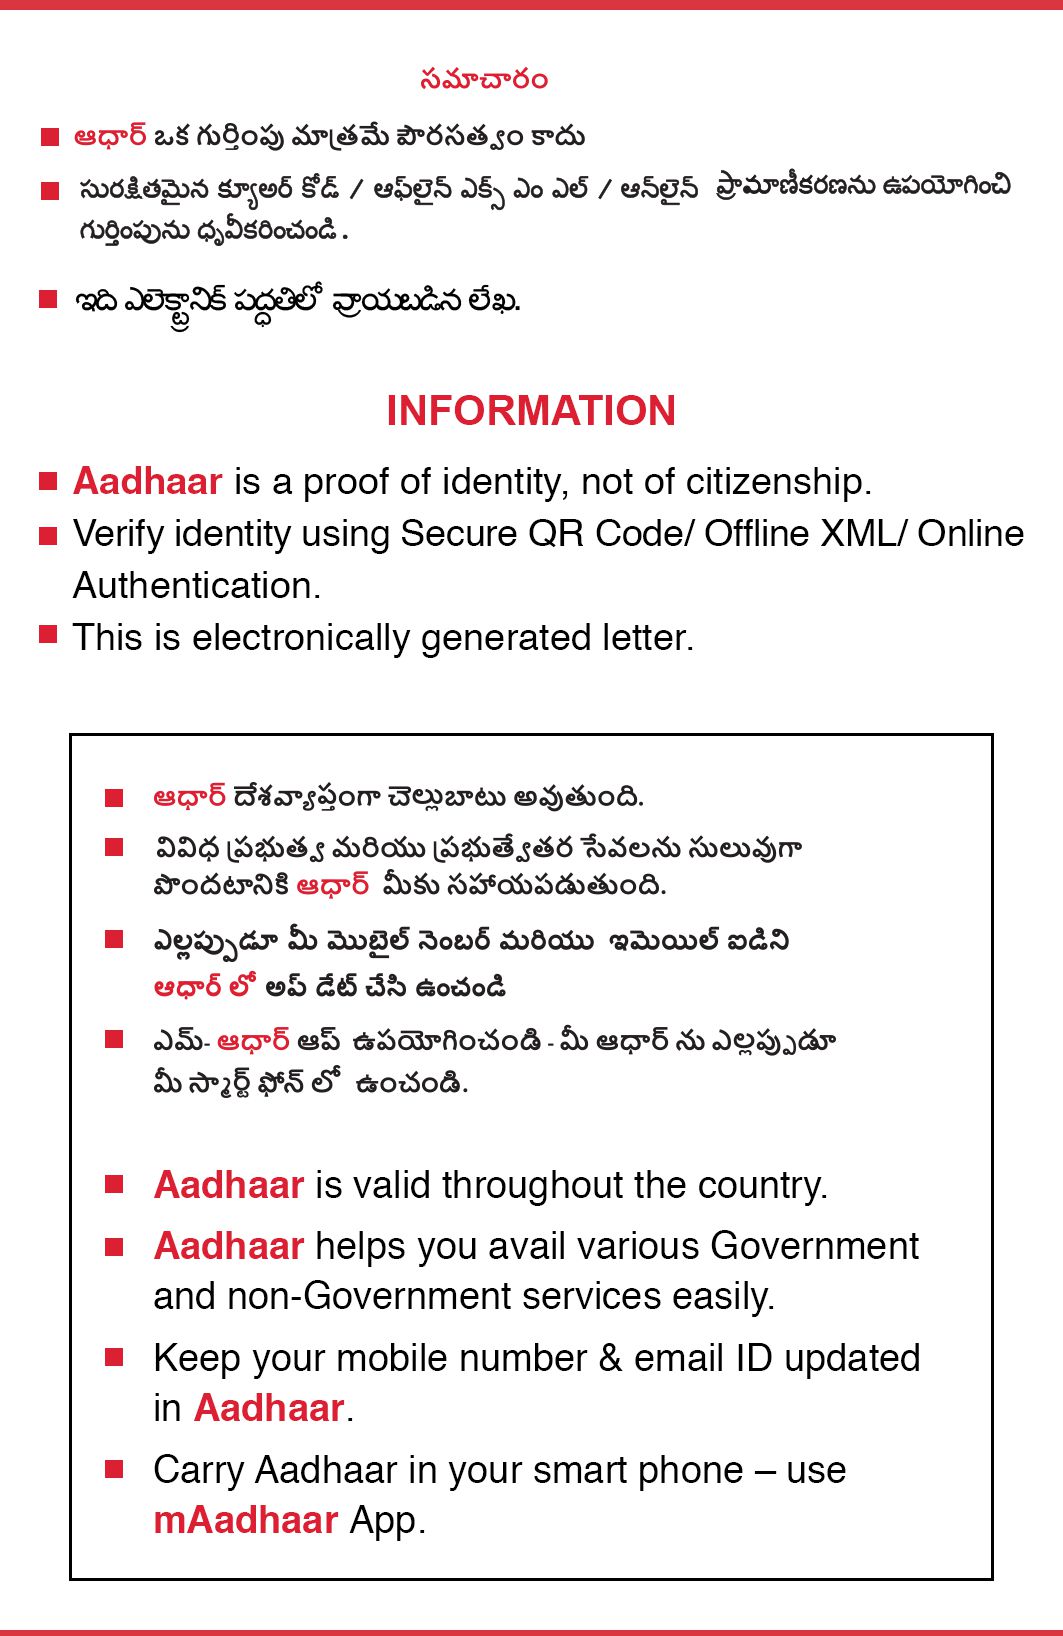 సమాచారం
ఆధార్ ఒక గుర్తింపు మాత్రమే పౌరసత్వం కాదు
సురక్షితమైన క్యూఅర్ కోడ్ / ఆఫ్‌లైన్ ఎక్స్ ఎం ఎల్ / ఆన్‌లైన్ ప్రామాణీకరణను ఉపయోగించి
గుర్తింపును ధృవీకరించండి .
ఇది ఎలెక్ట్రానిక్ పద్ధతిలో వ్రాయబడిన లేఖ.
INFORMATION
Aadhaar is a proof of identity, not of citizenship.
Verify identity using Secure QR Code/ Offline XML/ Online
Authentication.
This is electronically generated letter.
ఆధార్ దేశవ్యాప్తంగా చెల్లుబాటు అవుతుంది.
వివిధ ప్రభుత్వ మరియు ప్రభుత్వేతర సేవలను సులువుగా
పొందటానికి ఆధార్ మీకు సహాయపడుతుంది.
ఎల్లప్పుడూ మీ మొబైల్ నెంబర్ మరియు ఇమెయిల్ ఐడిని
ఆధార్ లో అప్ డేట్ చేసి ఉంచండి
ఎమ్- ఆధార్ ఆప్ ఉపయోగించండి - మీ ఆధార్ ను ఎల్లప్పుడూ
మీ స్మార్ట్ ఫోన్ లో ఉంచండి.
Aadhaar is valid throughout the country.
Aadhaar helps you avail various Government
and non-Government services easily.
Keep your mobile number & email ID updated
in Aadhaar.
Carry Aadhaar in your smart phone – use
mAadhaar App.